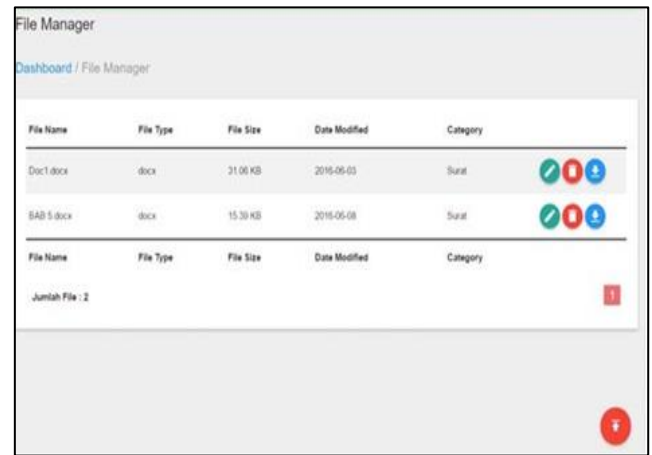 File Manager
Dashboard / File Manager
File Name File Type File Size Date Modified Category
Doc1.docx docx 31.06 KB 2016-06-03 Surat
BAB 5.docx docx 15.39 KB 2016-06-08 Surat
File Name File Type File Size Date Modified Category
Jumlah File : 2 1